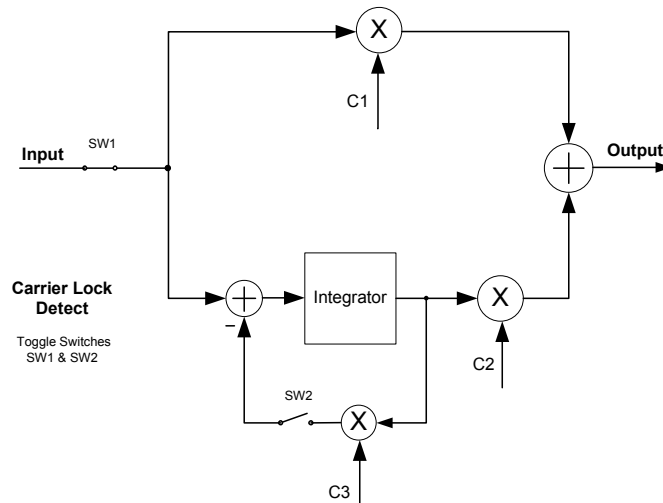 X
C1
SW1
Input
Output
+
Carrier Lock
Detect
Toggle Switches
SW1 & SW2
+
−
Integrator
X
C2
SW2
X
C3